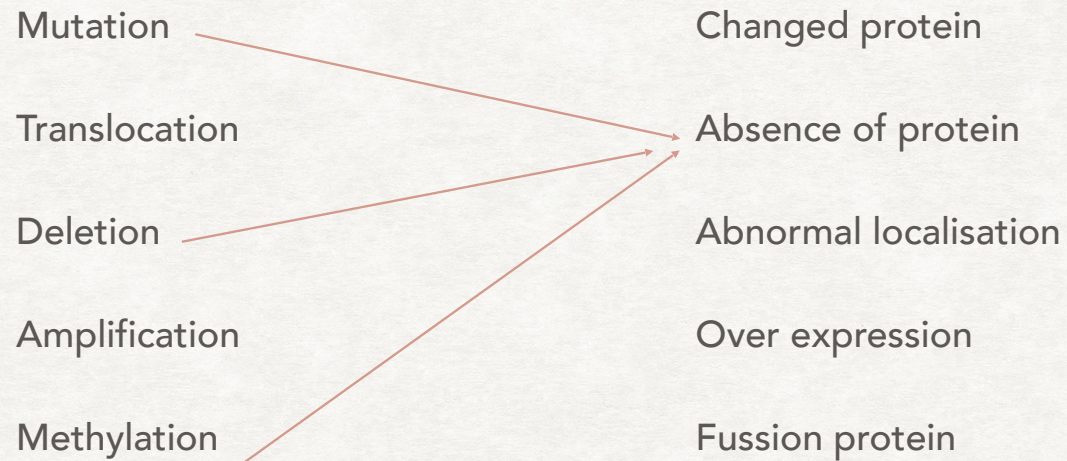 Mutation
Translocation
Deletion
Amplification
Methylation
Changed protein
Absence of protein
Abnormal localisation
Over expression
Fussion protein